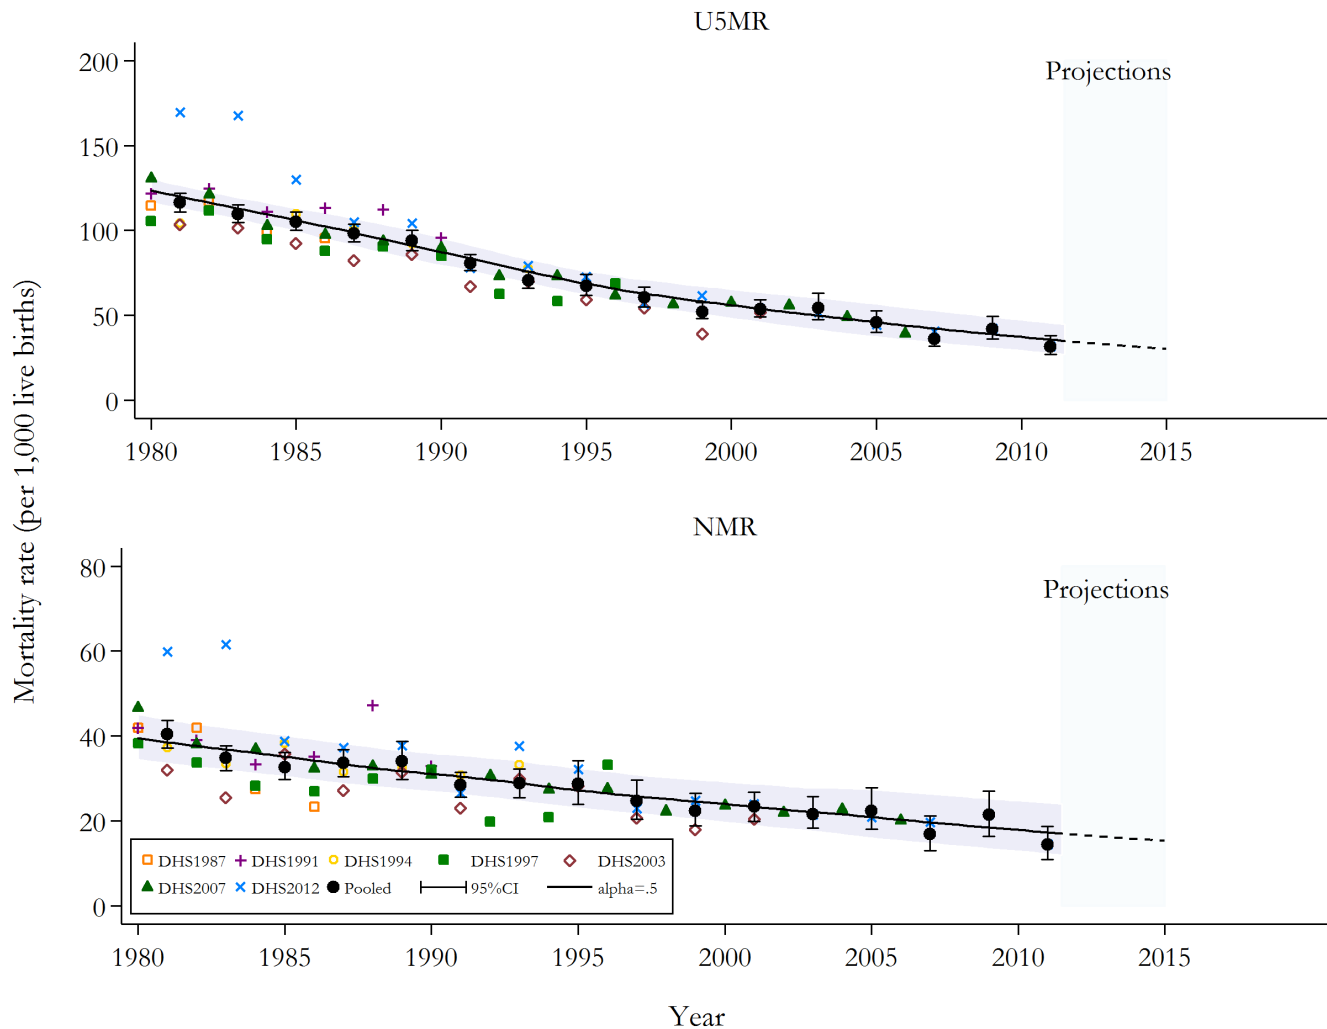 U5MR
200
150
100
50
0
Projections
1980 1985 1990 1995 2000 2005 2010 2015
Mortality rate (per 1,000 live births)
NMR
80
60
40
20
0
Projections
DHS1987 DHS1991 DHS1994 DHS1997 DHS2003
DHS2007 DHS2012 Pooled 95%CI alpha=.5
1980 1985 1990 1995 2000 2005 2010 2015
Year